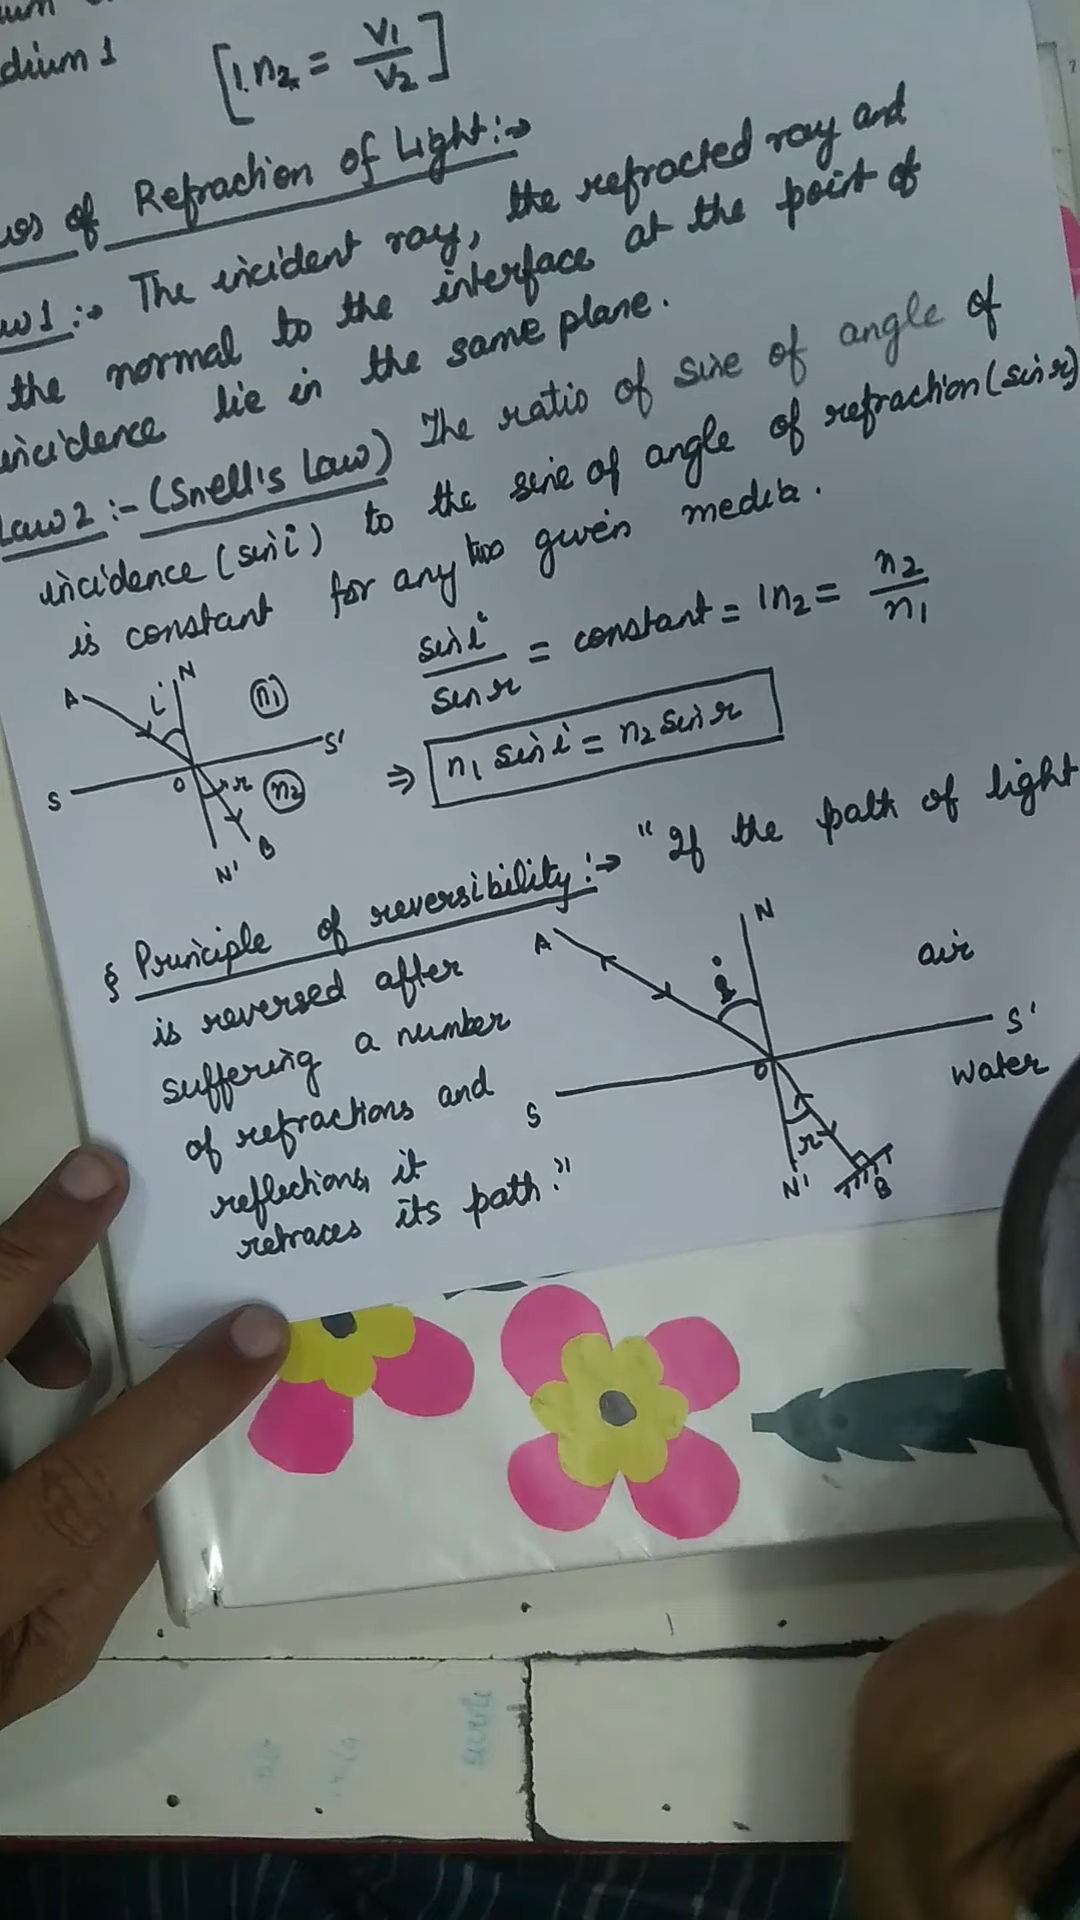 dium 1 [1n2 = V1/V2]
of Refraction of Light:→
1:→ The incident ray, the refracted ray and
the normal to the interface at the point of
incidence lie in the same plane.
Law 2:- (Snell's Law) The ratio of sine of angle of
incidence (sin i) to the sine of angle of refraction (sin r)
is constant for any two given media.
sin i / sin r = constant = 1n2 = n2/n1
⇒ n1 sin i = n2 sin r
A i N n1
S O S'
r n2
N' B
§ Principle of reversibility:→ "If the path of light
is reversed after
suffering a number
of refractions and
reflections, it
retraces its path."
A N air
i
S O S'
water
r
N' B